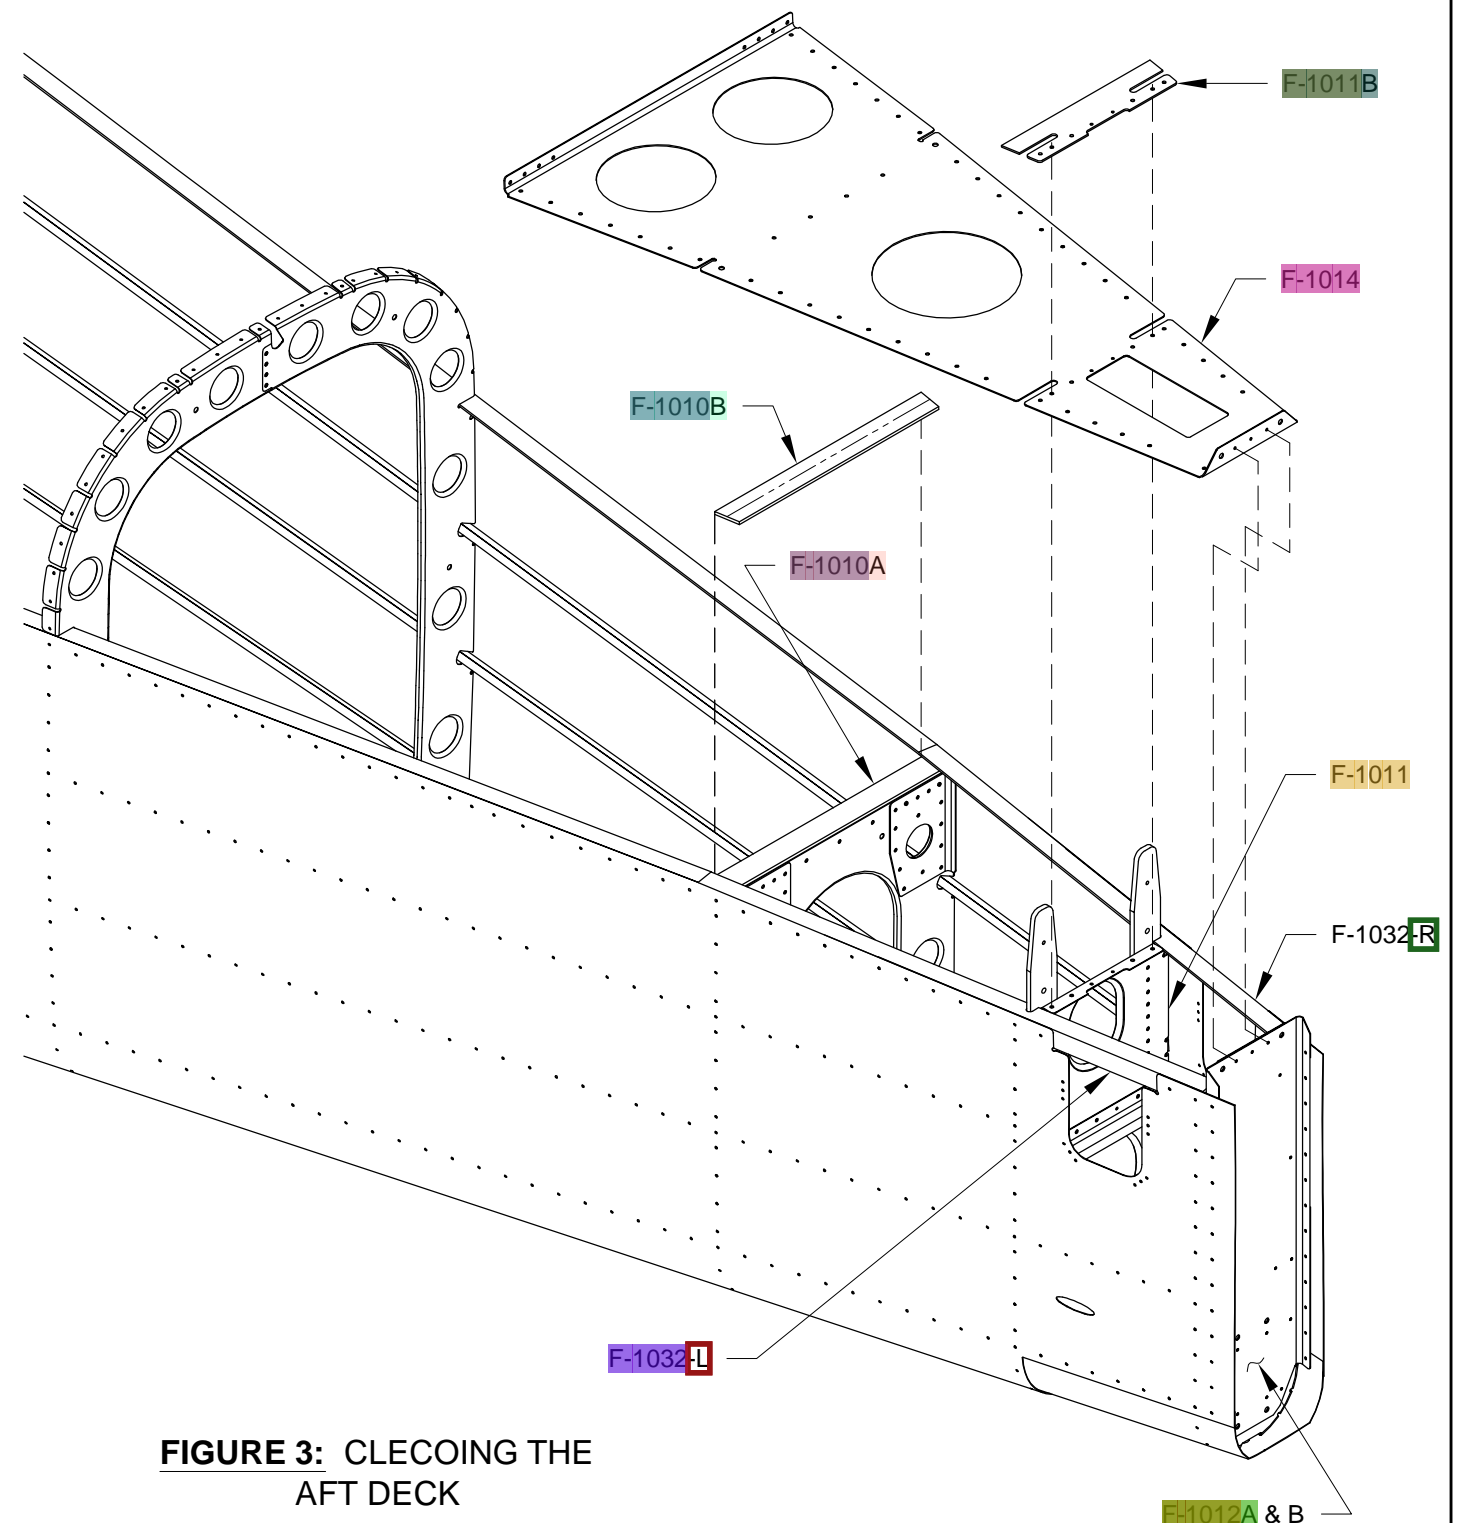 F-1011B
F-1014
F-1010B
F-1010A
F-1011
F-1032-R
F-1032-L
FIGURE 3: CLECOING THE
AFT DECK
F-1012A & B